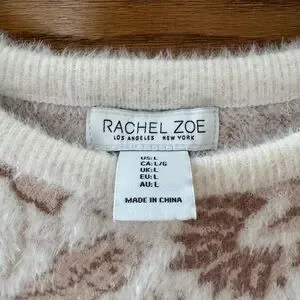 RACHEL ZOE
LOS ANGELES NEW YORK
US: L
CA: L/G
UK: L
EU: L
AU: L
MADE IN CHINA